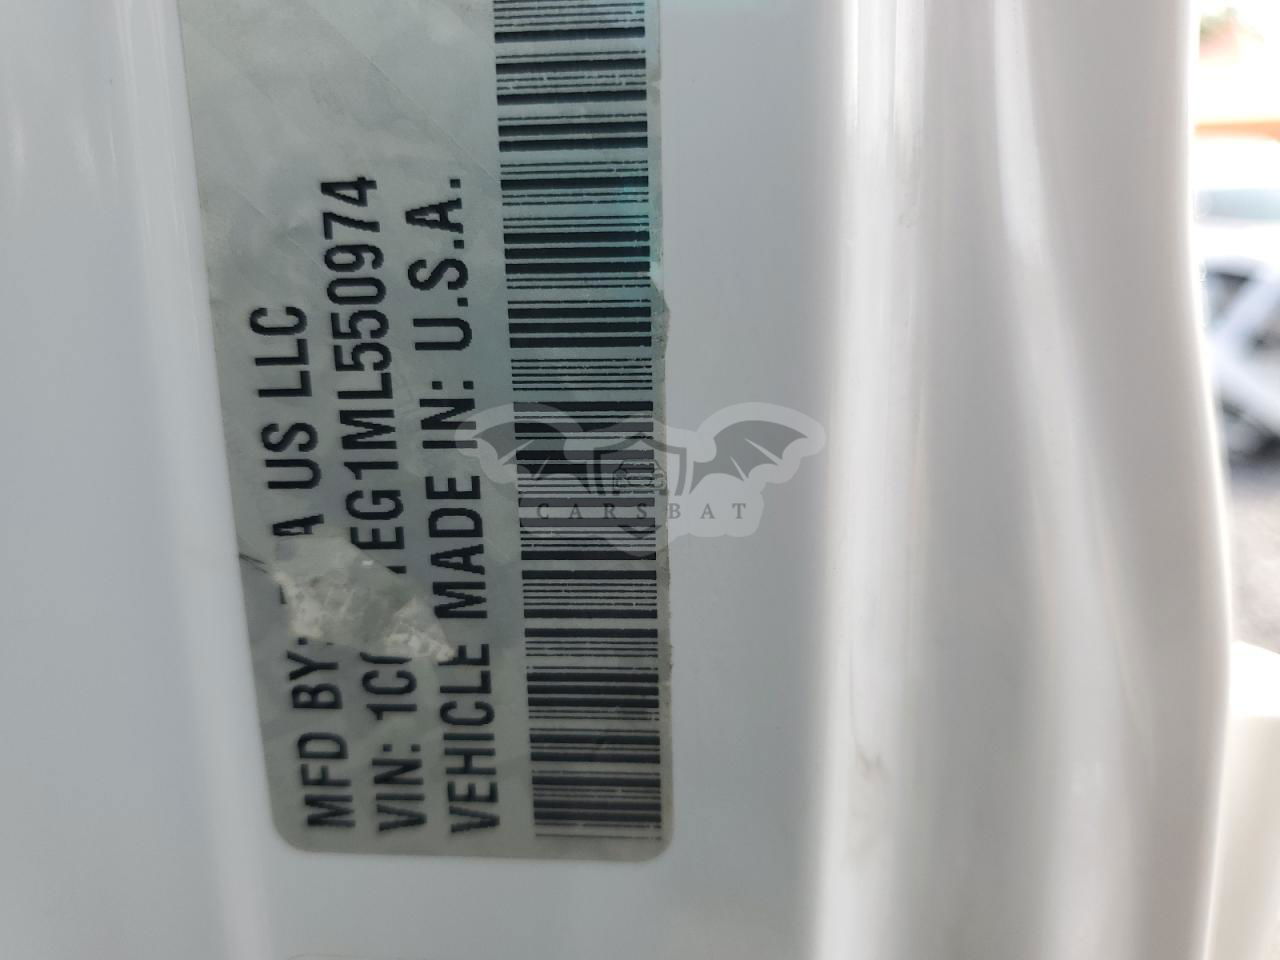 MFD BY: A US LLC
VIN: 1C EG1ML550974
VEHICLE MADE IN: U.S.A.
CARSBAT